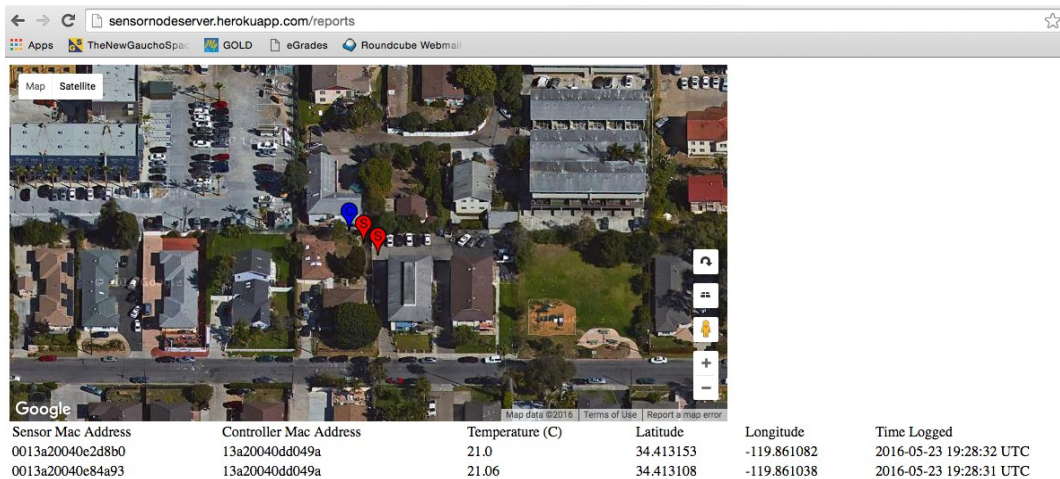 sensornodeserver.herokuapp.com/reports
Apps TheNewGauchoSpac GOLD eGrades Roundcube Webmail
Map Satellite
S
S
Google
Map data ©2016 Terms of Use Report a map error
Sensor Mac Address Controller Mac Address Temperature (C) Latitude Longitude Time Logged
0013a20040e2d8b0 13a20040dd049a 21.0 34.413153 -119.861082 2016-05-23 19:28:32 UTC
0013a20040e84a93 13a20040dd049a 21.06 34.413108 -119.861038 2016-05-23 19:28:31 UTC